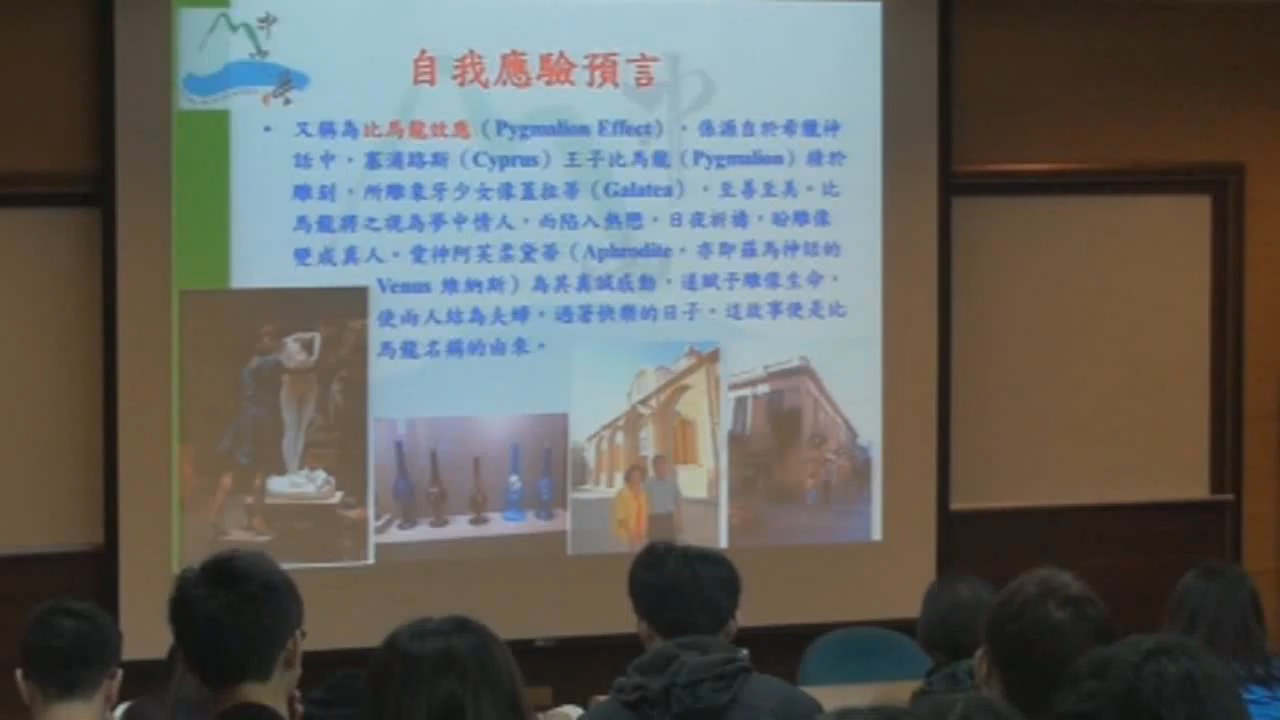 自我應驗預言
• 又稱為比馬龍效應（Pygmalion Effect），係源自於希臘神
話中，塞浦路斯（Cyprus）王子比馬龍（Pygmalion）精於
雕刻，所雕象牙少女像蓋拉蒂（Galatea），至善至美。比
馬龍將之視為夢中情人，而陷入熱戀，日夜祈禱，盼雕像
變成真人。愛神阿芙柔黛蒂（Aphrodite，亦即羅馬神話的
Venus 維納斯）為其真誠感動，遂賦予雕像生命，
使兩人結為夫婦，過著快樂的日子。這故事便是比
馬龍名稱的由來。